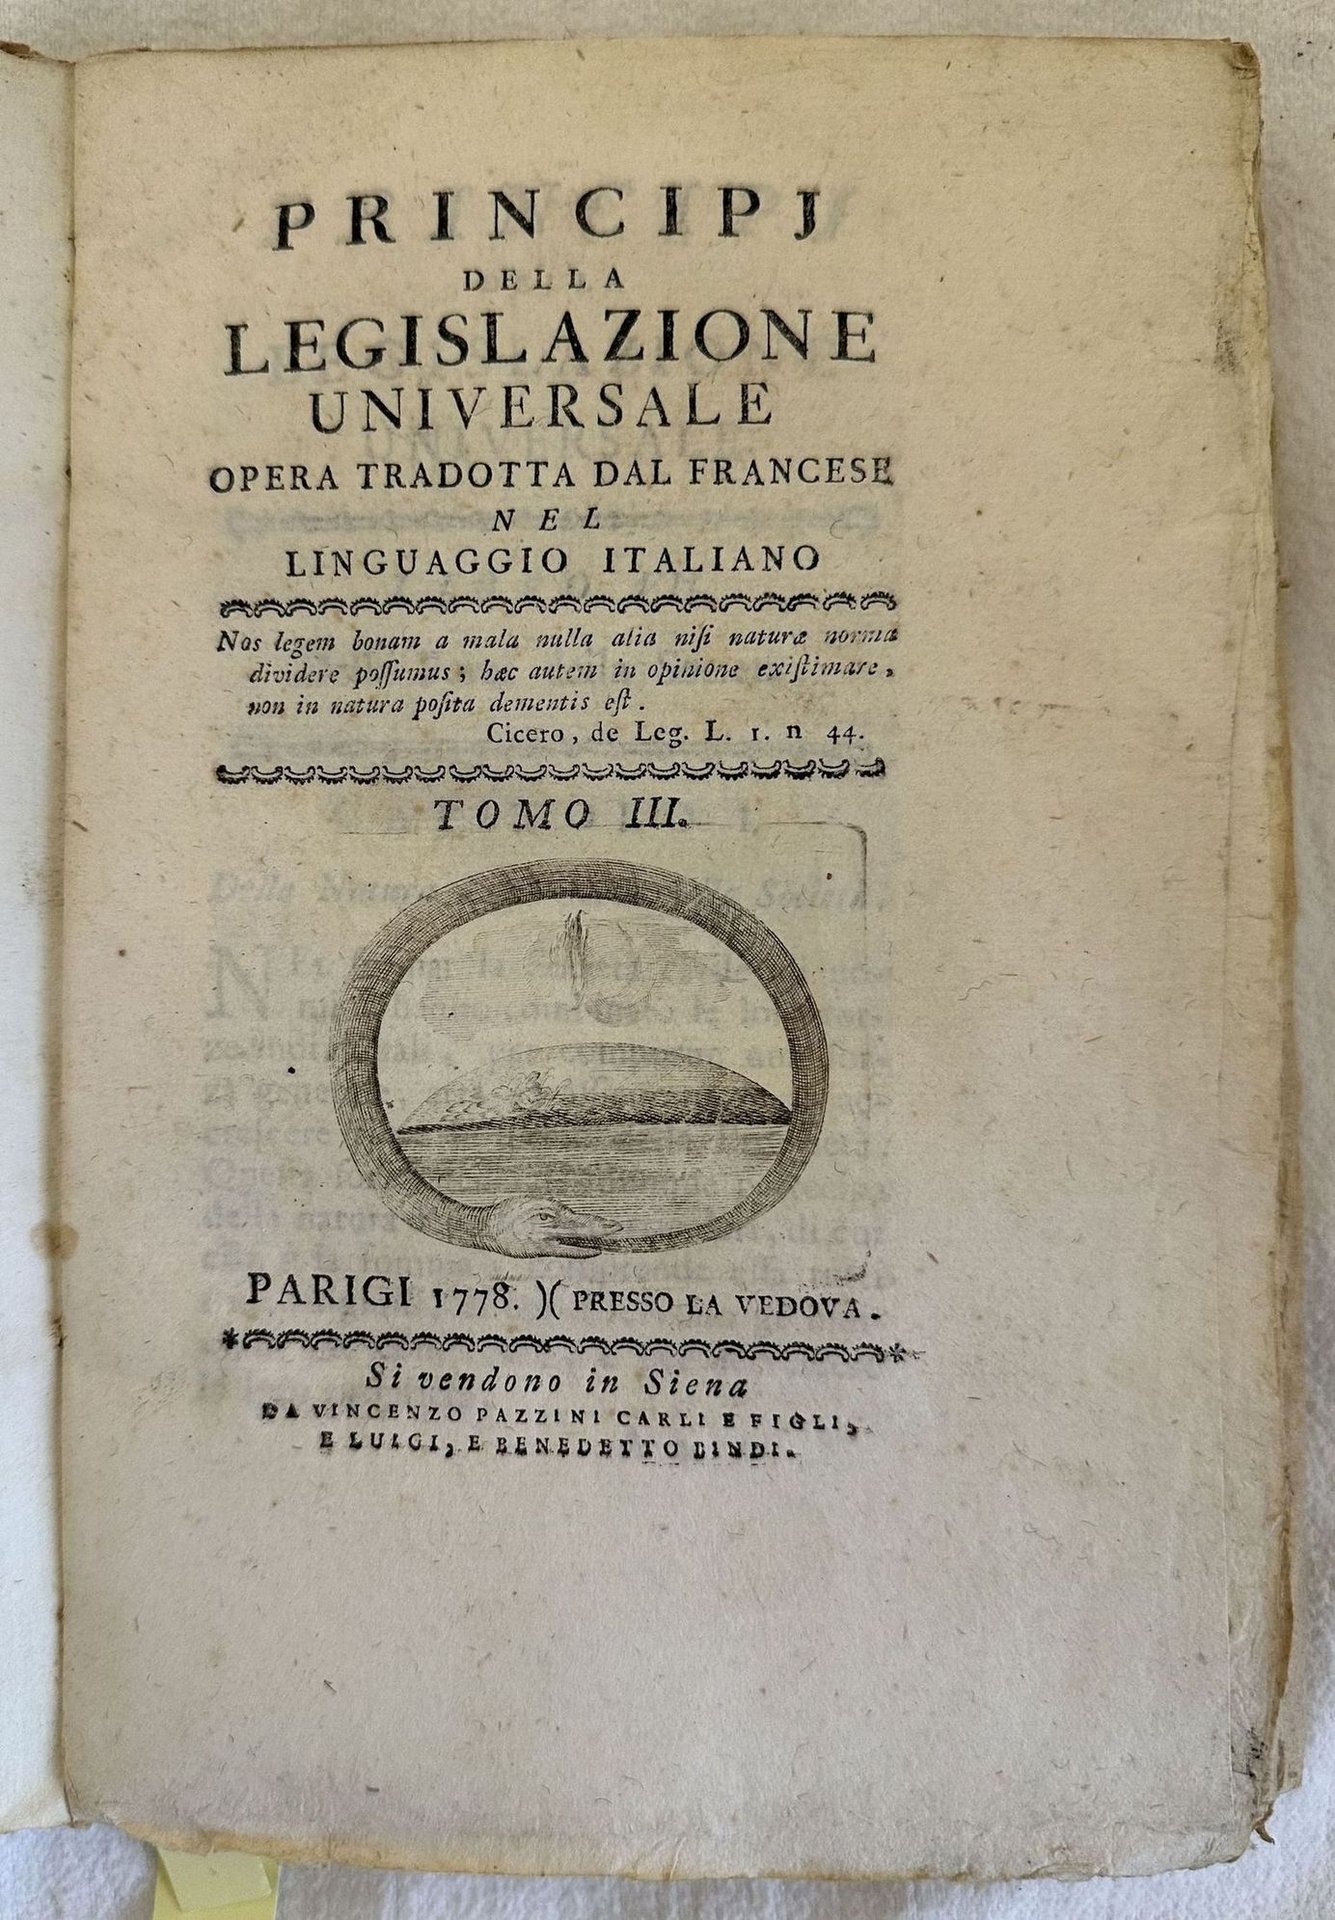 PRINCIPJ
DELLA
LEGISLAZIONE
UNIVERSALE
OPERA TRADOTTA DAL FRANCESE
NEL
LINGUAGGIO ITALIANO
Nos legem bonam a mala nulla alia niſi naturæ norma
dividere poſſumus; hæc autem in opinione exiſtimare,
non in natura poſita dementis eſt.
Cicero, de Leg. L. 1. n 44.
TOMO III.
PARIGI 1778. )( PRESSO LA VEDOVA.
Si vendono in Siena
DA VINCENZO PAZZINI CARLI E FIGLI,
E LUIGI, E BENEDETTO BINDI.